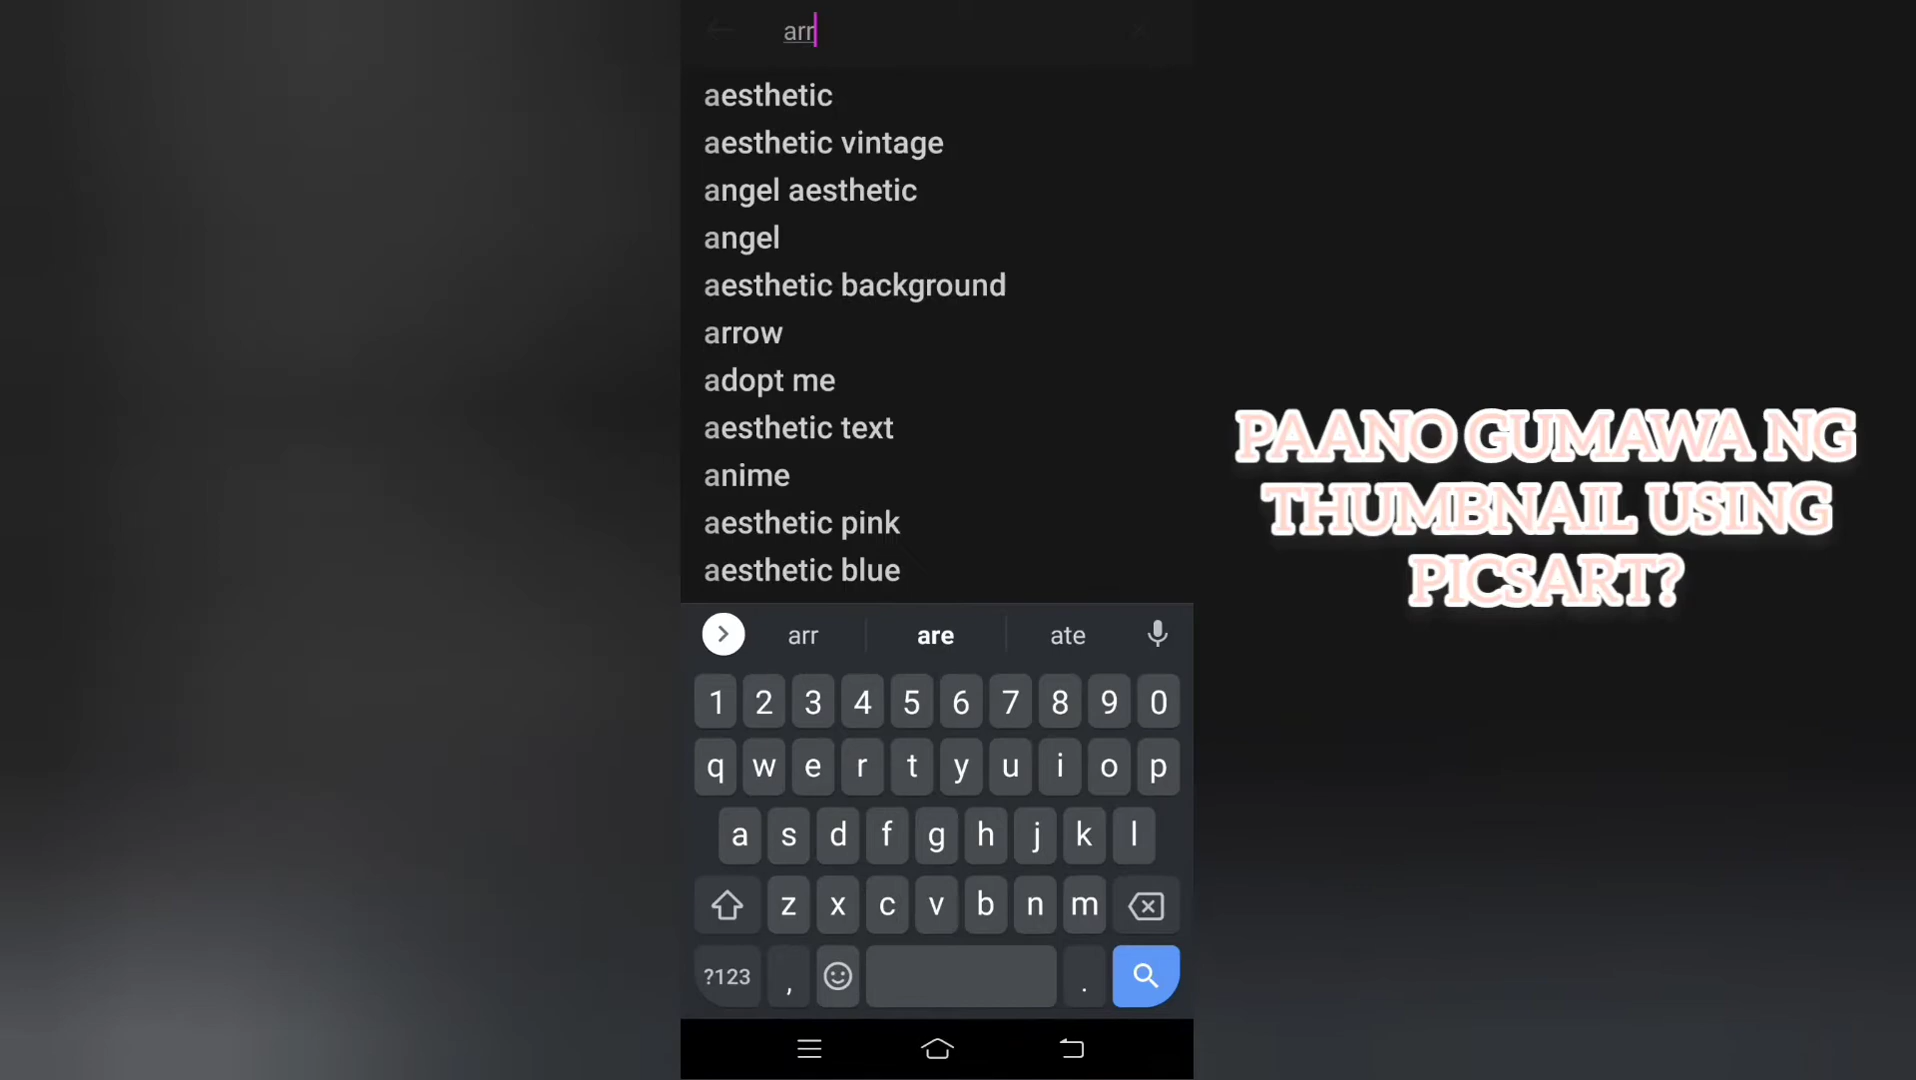 arr
aesthetic
aesthetic vintage
angel aesthetic
angel
aesthetic background
arrow
adopt me
aesthetic text
anime
aesthetic pink
aesthetic blue
arr are ate
1 2 3 4 5 6 7 8 9 0
q w e r t y u i o p
a s d f g h j k l
z x c v b n m
?123 , .
PAANO GUMAWA NG
THUMBNAIL USING
PICSART?